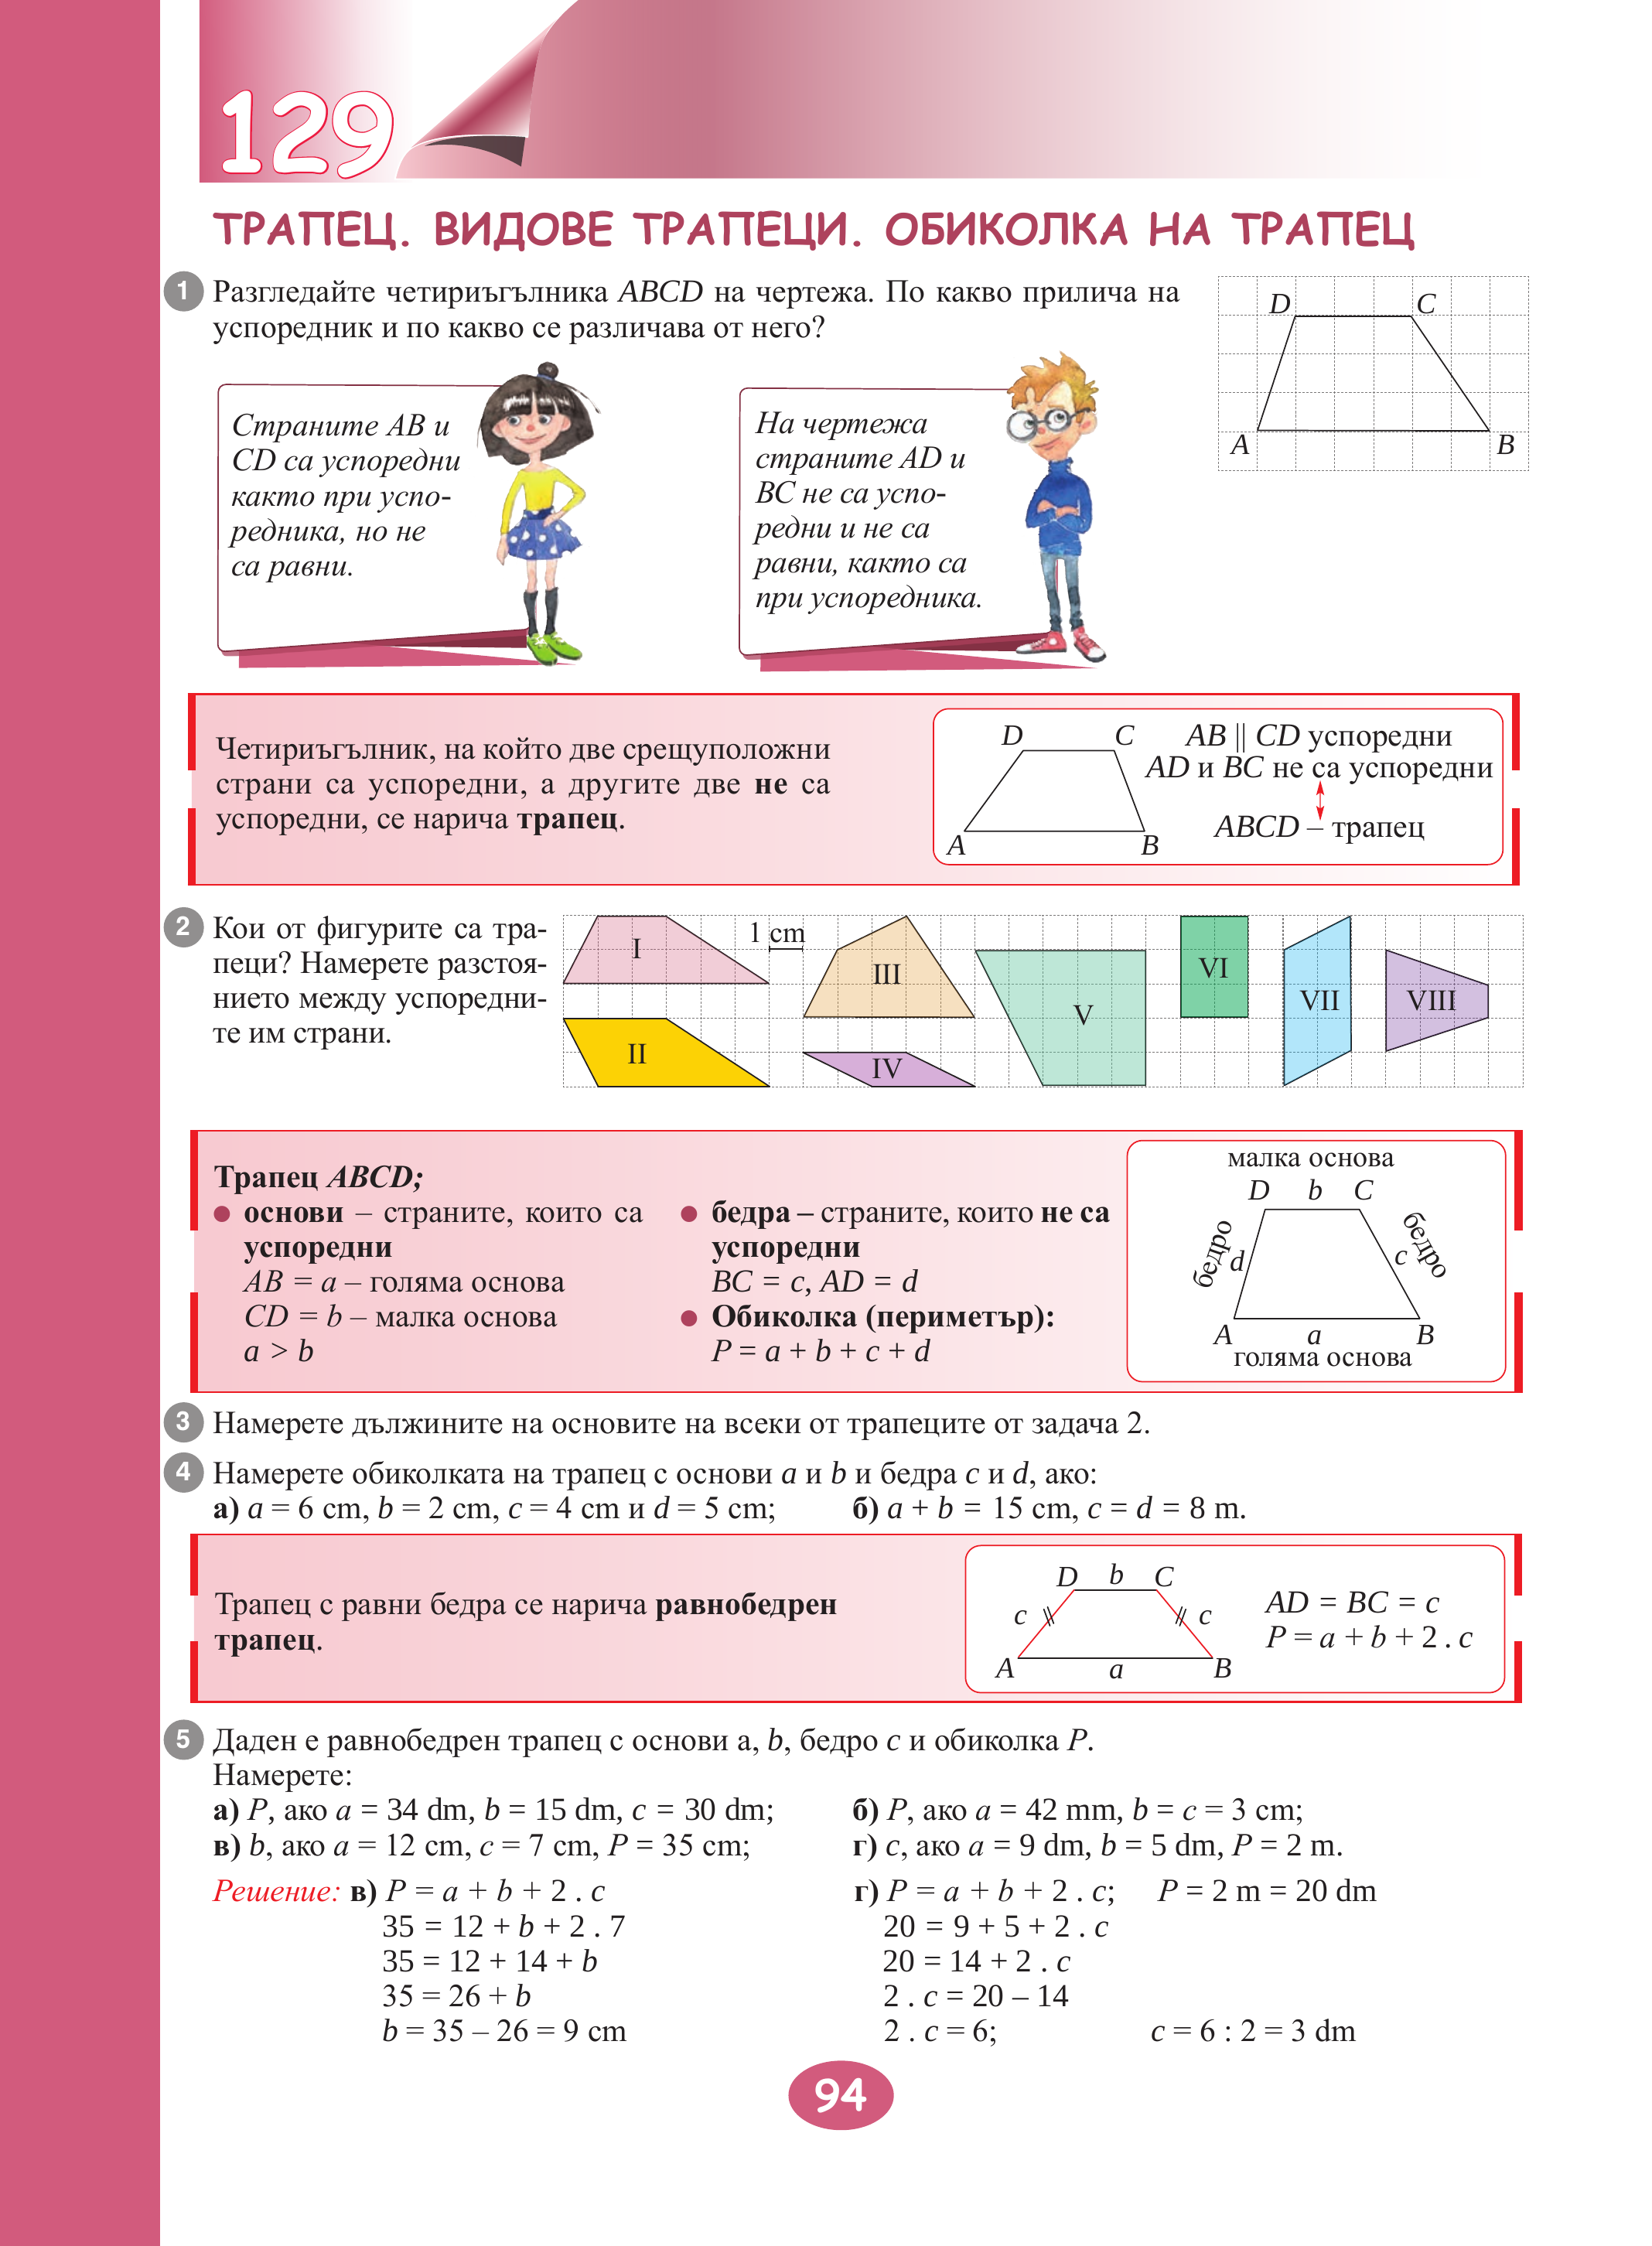 129
ТРАПЕЦ. ВИДОВЕ ТРАПЕЦИ. ОБИКОЛКА НА ТРАПЕЦ
1 Разгледайте четириъгълника ABCD на чертежа. По какво прилича на
успоредник и по какво се различава от него?
D C
A B
Страните AB и
CD са успоредни
както при успо-
редника, но не
са равни.
На чертежа
страните AD и
BC не са успо-
редни и не са
равни, както са
при успоредника.
Четириъгълник, на който две срещуположни
страни са успоредни, а другите две не са
успоредни, се нарича трапец.
D C
A B
AB || CD успоредни
AD и BC не са успоредни
ABCD – трапец
2 Кои от фигурите са тра-
пеци? Намерете разстоя-
нието между успоредни-
те им страни.
1 cm
I
II
III
IV
V
VI
VII
VIII
Трапец ABCD;
основи – страните, които са
успоредни
AB = a – голяма основа
CD = b – малка основа
a > b
бедра – страните, които не са
успоредни
BC = c, AD = d
Обиколка (периметър):
P = a + b + c + d
малка основа
D b C
бедро d
c бедро
A a B
голяма основа
3 Намерете дължините на основите на всеки от трапеците от задача 2.
4 Намерете обиколката на трапец с основи a и b и бедра c и d, ако:
а) a = 6 cm, b = 2 cm, c = 4 cm и d = 5 cm; б) a + b = 15 cm, c = d = 8 m.
Трапец с равни бедра се нарича равнобедрен
трапец.
D b C
c c
A a B
AD = BC = c
P = a + b + 2 . c
5 Даден е равнобедрен трапец с основи а, b, бедро c и обиколка P.
Намерете:
а) P, ако a = 34 dm, b = 15 dm, c = 30 dm; б) P, ако a = 42 mm, b = c = 3 cm;
в) b, ако a = 12 cm, c = 7 cm, P = 35 cm; г) c, ако a = 9 dm, b = 5 dm, P = 2 m.
Решение: в) P = a + b + 2 . c г) P = a + b + 2 . c; P = 2 m = 20 dm
35 = 12 + b + 2 . 7 20 = 9 + 5 + 2 . c
35 = 12 + 14 + b 20 = 14 + 2 . c
35 = 26 + b 2 . c = 20 – 14
b = 35 – 26 = 9 cm 2 . c = 6; c = 6 : 2 = 3 dm
94